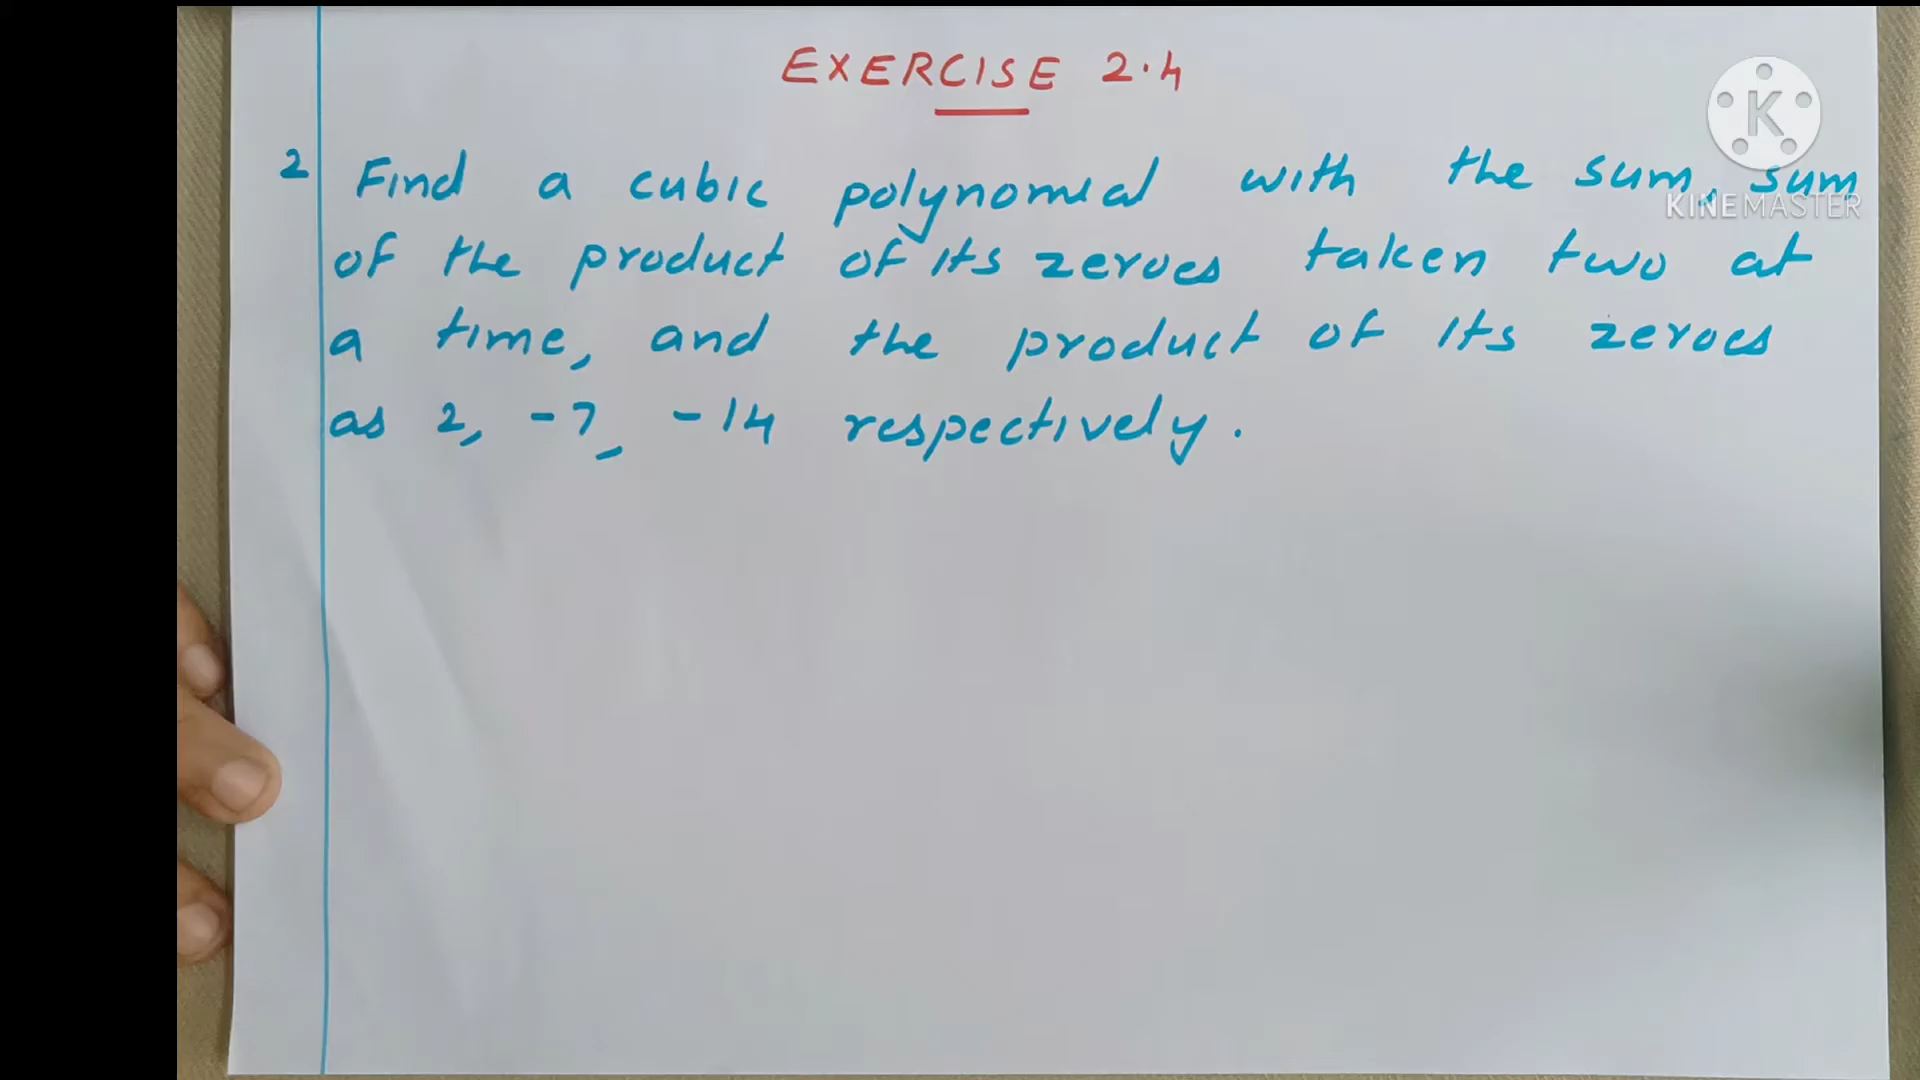 EXERCISE 2.4
K
KINEMASTER
2 Find a cubic polynomial with the sum, sum
of the product of its zeroes taken two at
a time, and the product of its zeroes
as 2, -7, -14 respectively.